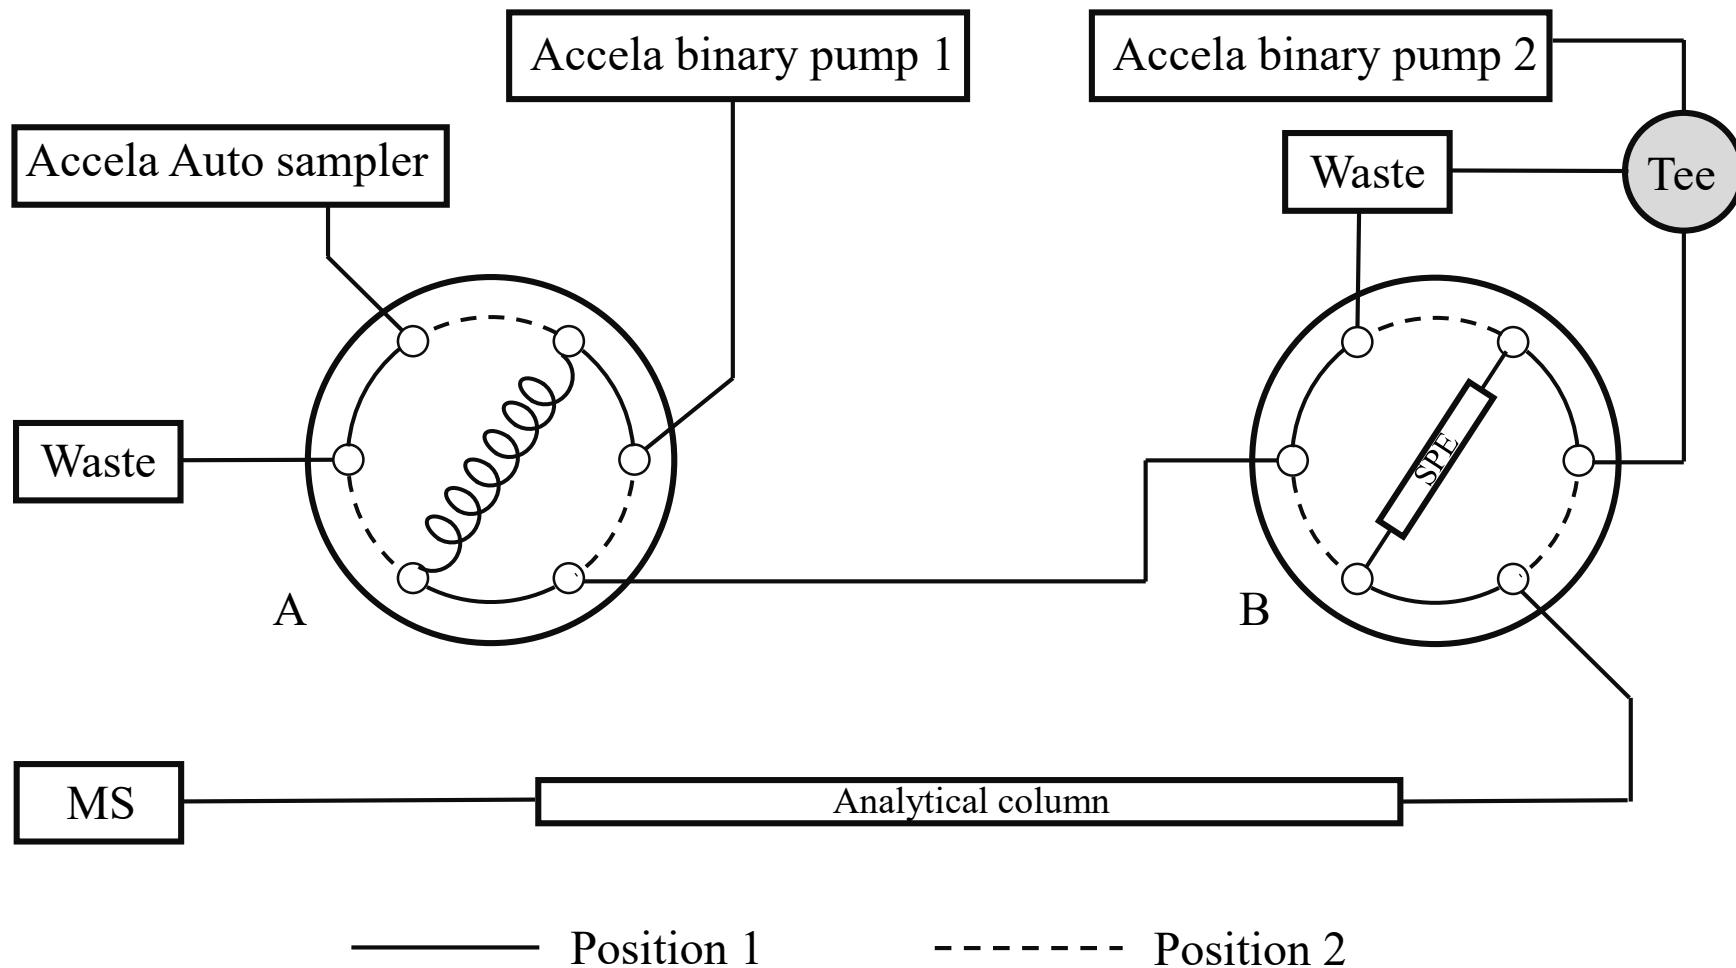 Accela binary pump 1
Accela binary pump 2
Accela Auto sampler
Waste
Tee
Waste
SPE
A
B
MS
Analytical column
Position 1
Position 2